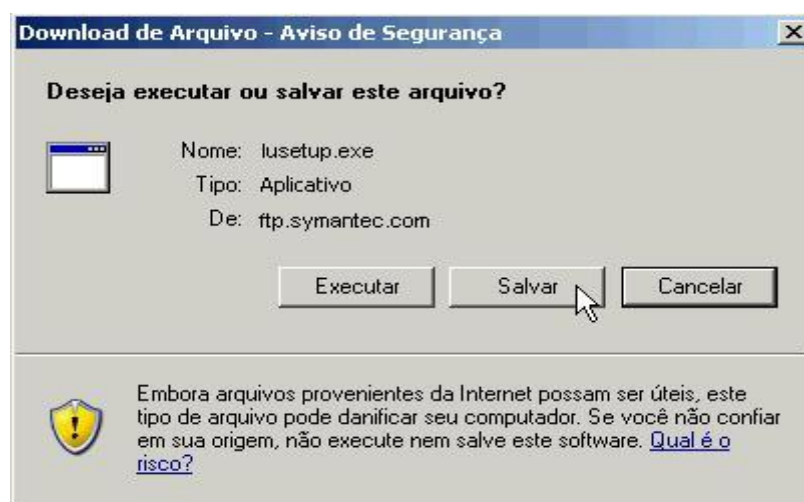 Download de Arquivo - Aviso de Segurança
Deseja executar ou salvar este arquivo?
Nome: lusetup.exe
Tipo: Aplicativo
De: ftp.symantec.com
Executar Salvar Cancelar
Embora arquivos provenientes da Internet possam ser úteis, este
tipo de arquivo pode danificar seu computador. Se você não confiar
em sua origem, não execute nem salve este software. Qual é o
risco?